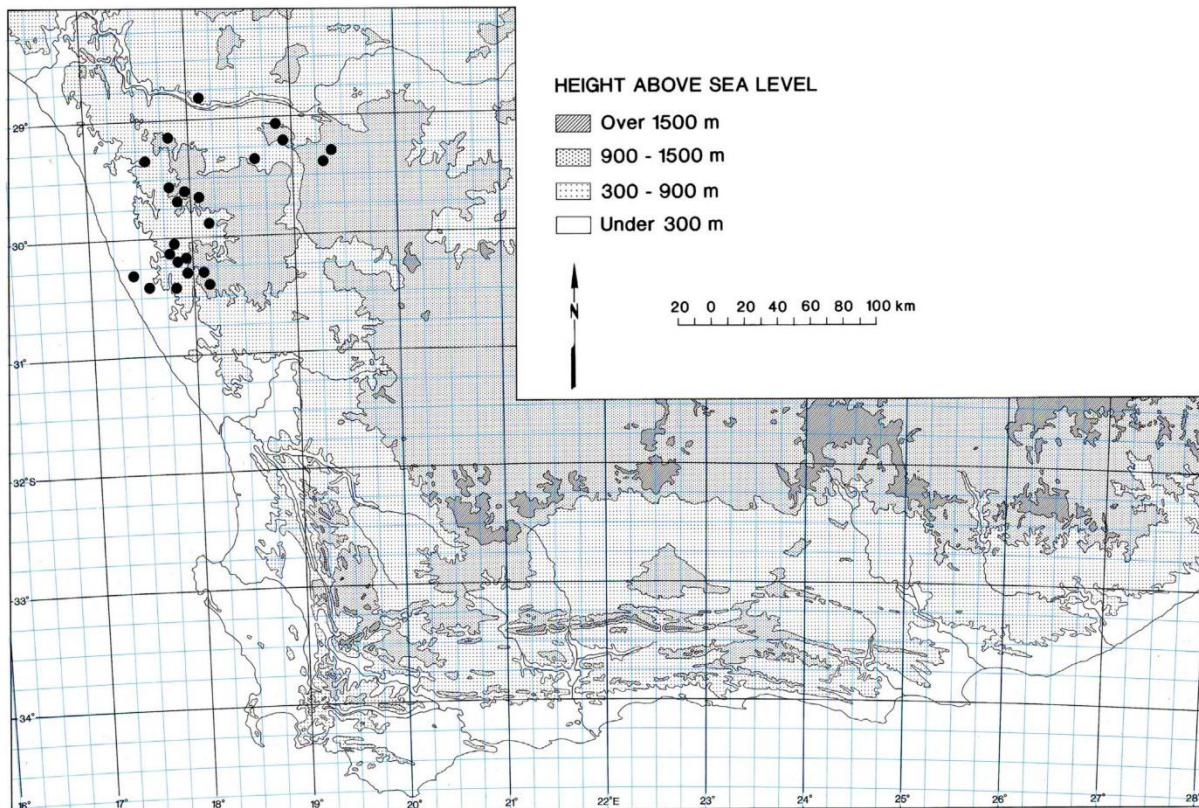 HEIGHT ABOVE SEA LEVEL
Over 1500 m
900 - 1500 m
300 - 900 m
Under 300 m
N
20 0 20 40 60 80 100 km
29°
30°
31°
32°S
33°
34°
16° 17° 18° 19° 20° 21° 22°E 23° 24° 25° 26° 27° 28°